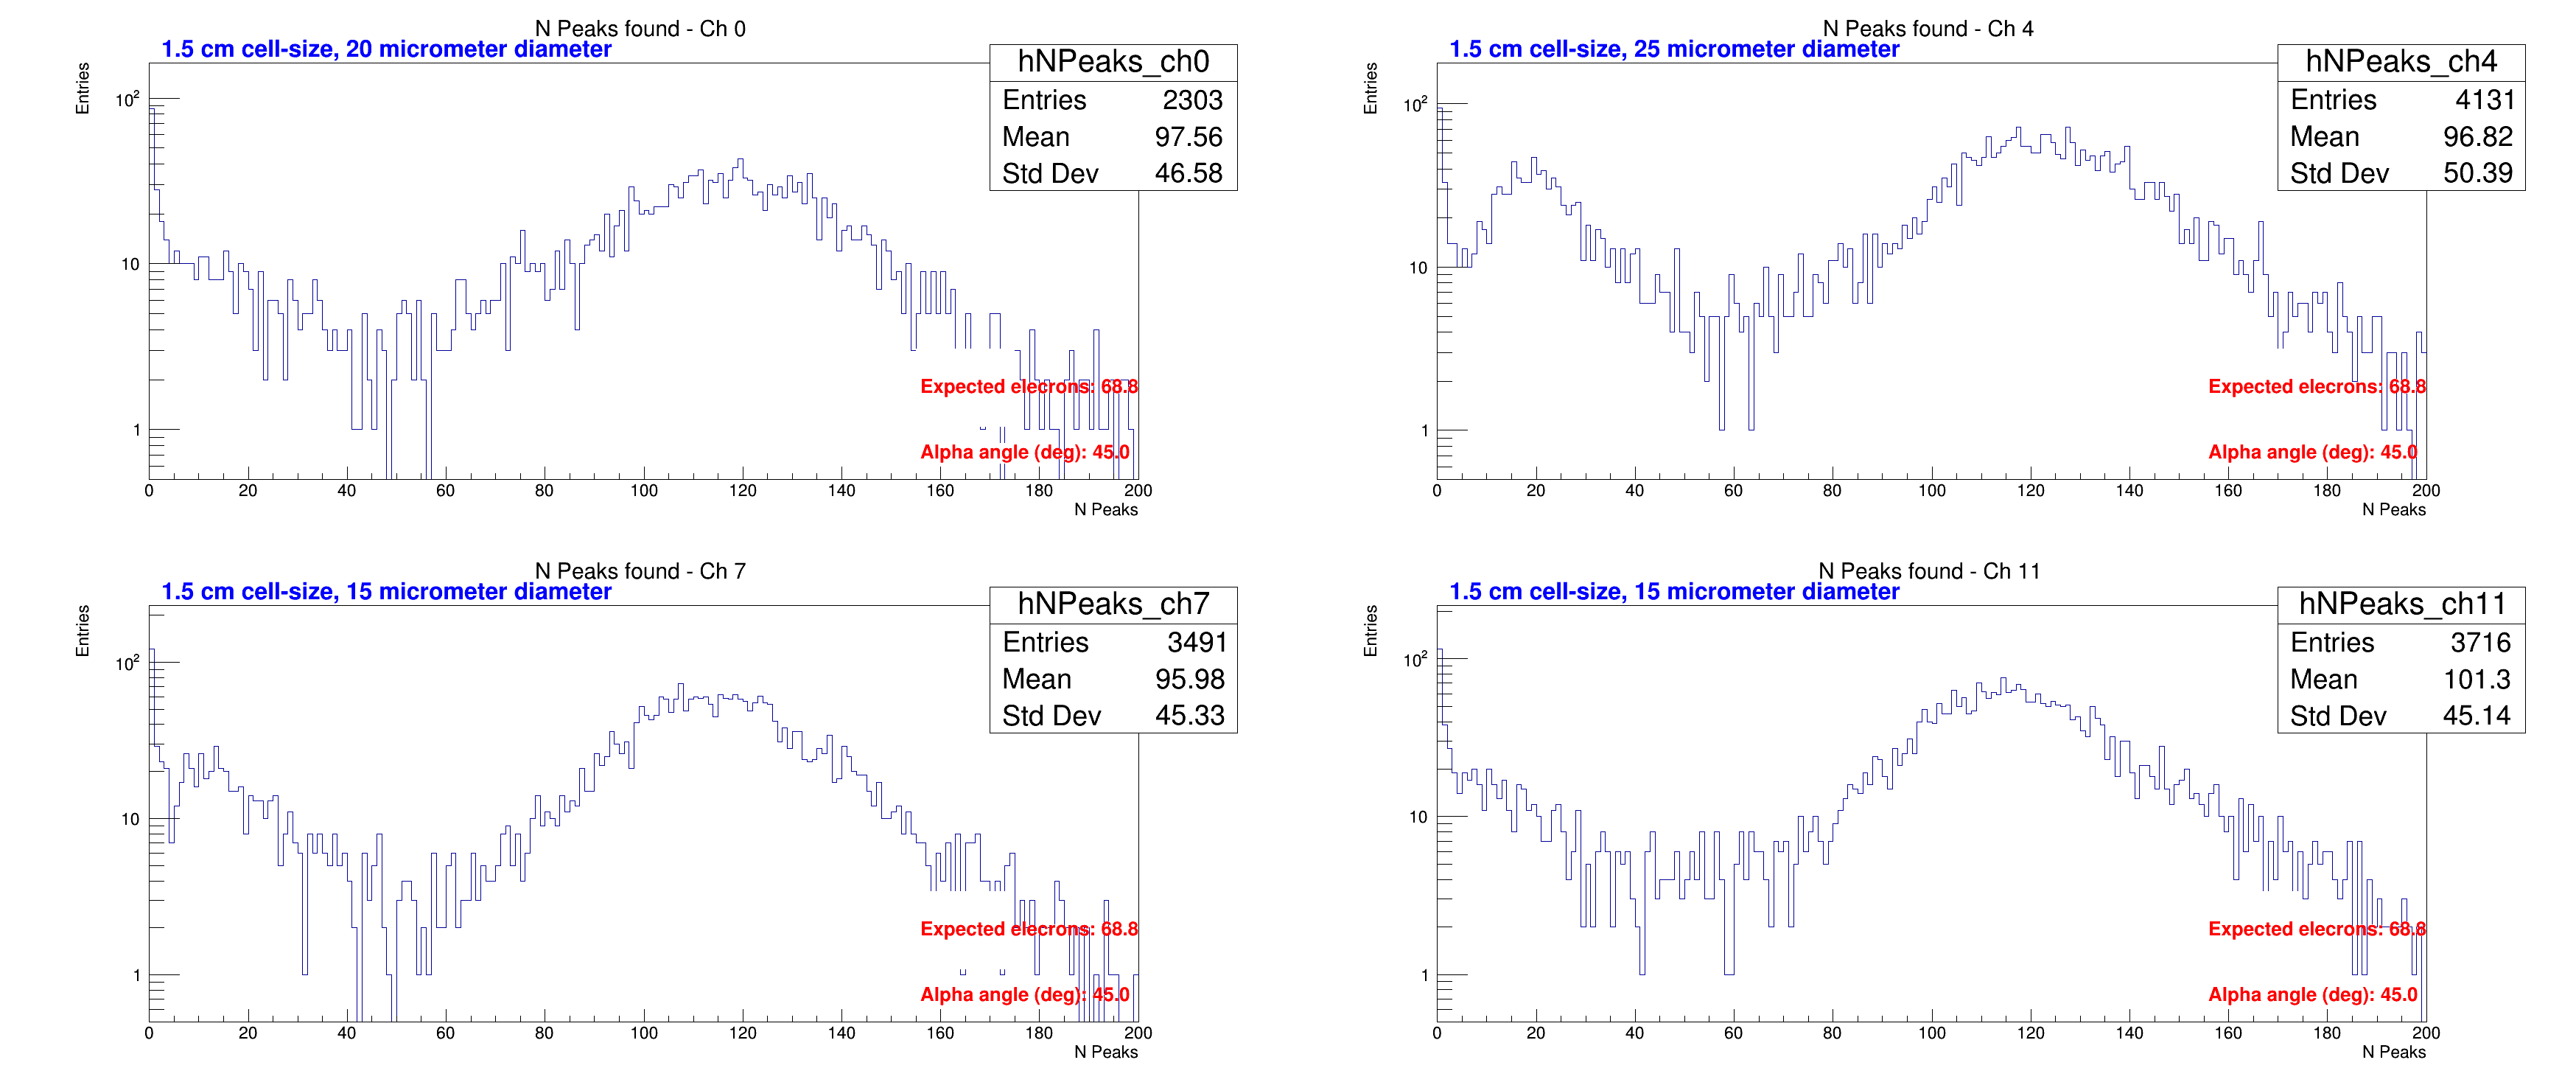 N Peaks found - Ch 0
1.5 cm cell-size, 20 micrometer diameter
Entries
hNPeaks_ch0
Entries 2303
Mean 97.56
Std Dev 46.58
10²
10
1
Expected elecrons: 68.8
Alpha angle (deg): 45.0
0 20 40 60 80 100 120 140 160 180 200
N Peaks
N Peaks found - Ch 4
1.5 cm cell-size, 25 micrometer diameter
Entries
hNPeaks_ch4
Entries 4131
Mean 96.82
Std Dev 50.39
10²
10
1
Expected elecrons: 68.8
Alpha angle (deg): 45.0
0 20 40 60 80 100 120 140 160 180 200
N Peaks
N Peaks found - Ch 7
1.5 cm cell-size, 15 micrometer diameter
Entries
hNPeaks_ch7
Entries 3491
Mean 95.98
Std Dev 45.33
10²
10
1
Expected elecrons: 68.8
Alpha angle (deg): 45.0
0 20 40 60 80 100 120 140 160 180 200
N Peaks
N Peaks found - Ch 11
1.5 cm cell-size, 15 micrometer diameter
Entries
hNPeaks_ch11
Entries 3716
Mean 101.3
Std Dev 45.14
10²
10
1
Expected elecrons: 68.8
Alpha angle (deg): 45.0
0 20 40 60 80 100 120 140 160 180 200
N Peaks